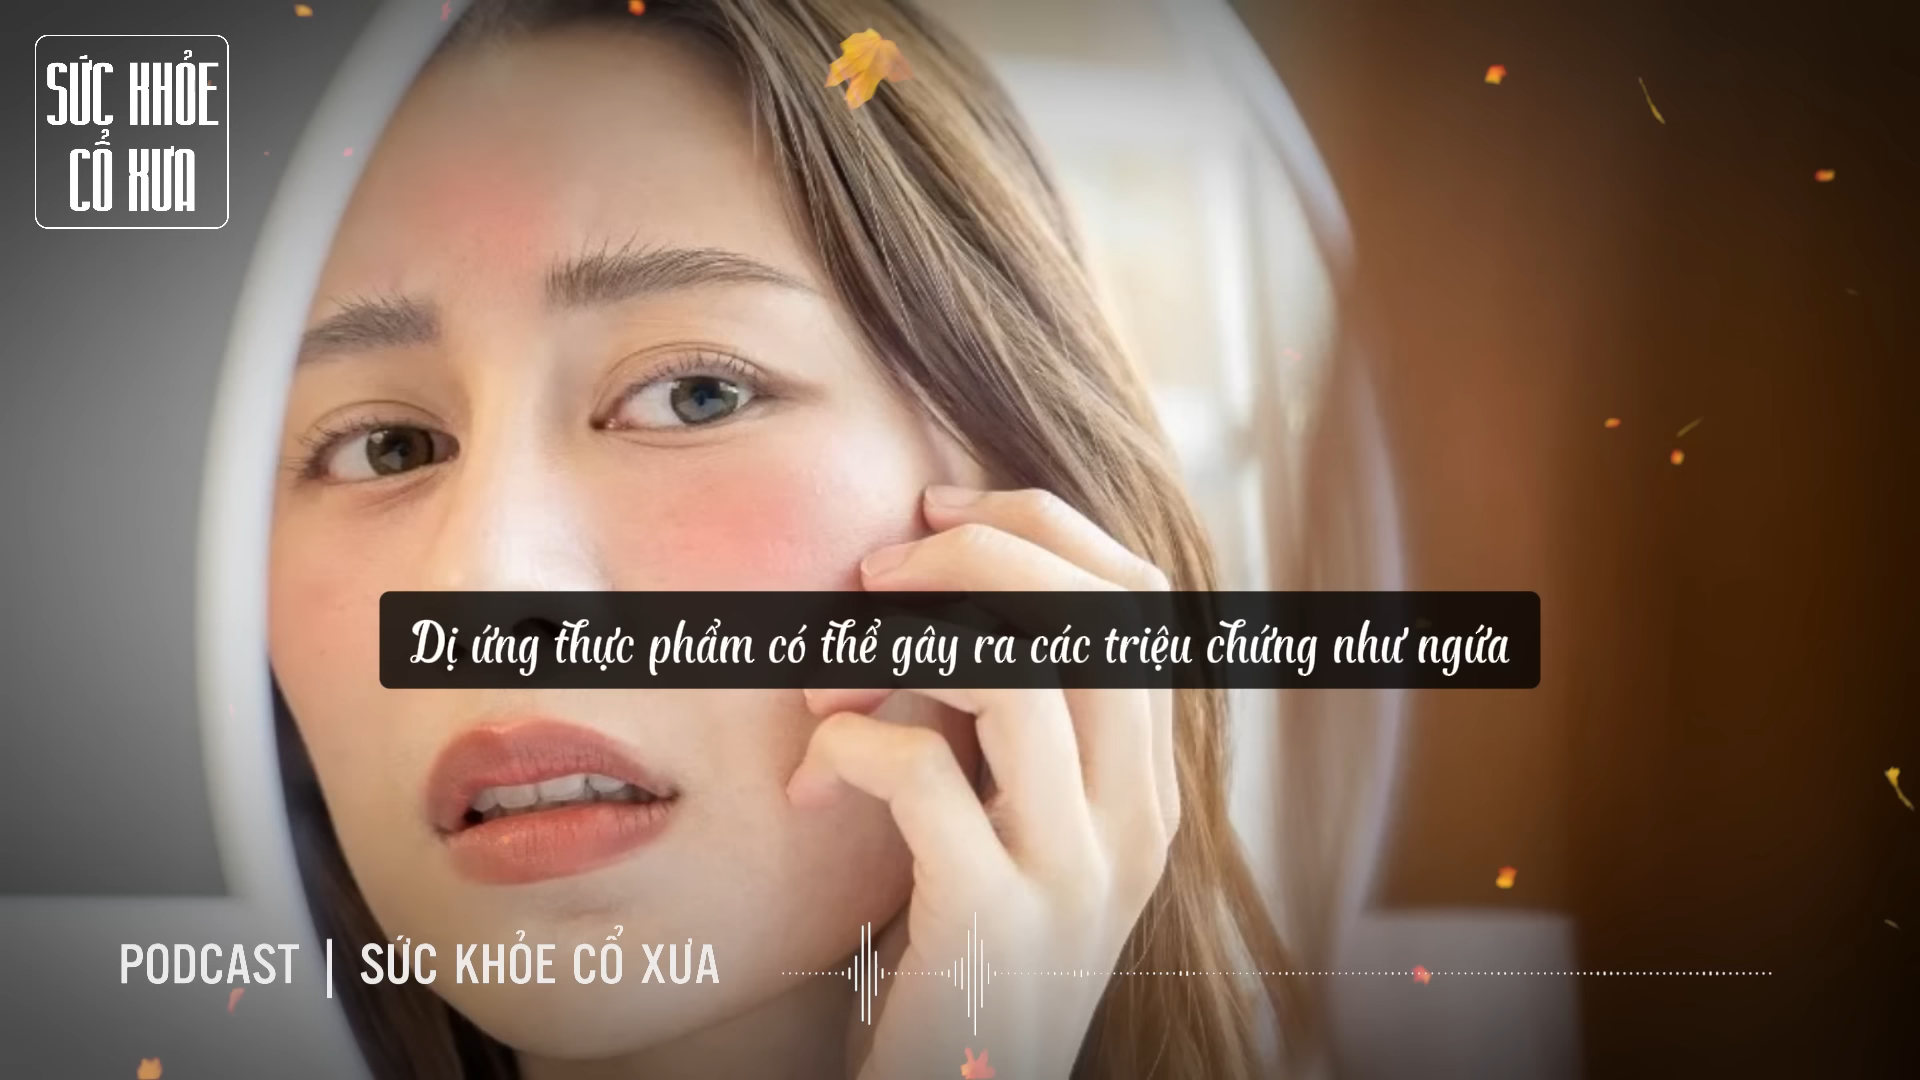 SỨC KHỎE
CỔ XƯA
Dị ứng thực phẩm có thể gây ra các triệu chứng như ngứa
PODCAST | SỨC KHỎE CỔ XƯA